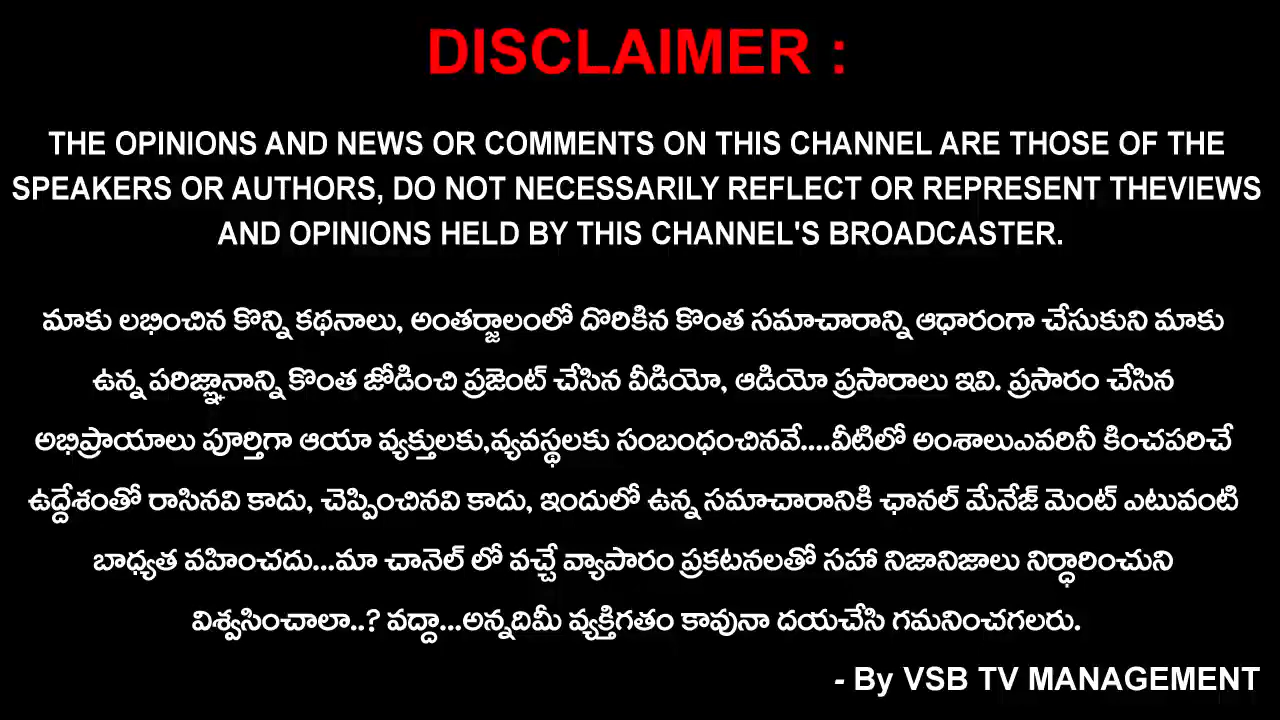 DISCLAIMER :
THE OPINIONS AND NEWS OR COMMENTS ON THIS CHANNEL ARE THOSE OF THE
SPEAKERS OR AUTHORS, DO NOT NECESSARILY REFLECT OR REPRESENT THEVIEWS
AND OPINIONS HELD BY THIS CHANNEL'S BROADCASTER.
మాకు లభించిన కొన్ని కథనాలు, అంతర్జాలంలో దొరికిన కొంత సమాచారాన్ని ఆధారంగా చేసుకుని మాకు
ఉన్న పరిజ్ఞానాన్ని కొంత జోడించి ప్రజెంట్ చేసిన వీడియో, ఆడియో ప్రసారాలు ఇవి. ప్రసారం చేసిన
అభిప్రాయాలు పూర్తిగా ఆయా వ్యక్తులకు,వ్యవస్థలకు సంబంధంచినవే....వీటిలో అంశాలుఎవరినీ కించపరిచే
ఉద్దేశంతో రాసినవి కాదు, చెప్పించినవి కాదు, ఇందులో ఉన్న సమాచారానికి ఛానల్ మేనేజ్ మెంట్ ఎటువంటి
బాధ్యత వహించదు...మా చానెల్ లో వచ్చే వ్యాపారం ప్రకటనలతో సహా నిజానిజాలు నిర్ధారించుని
విశ్వసించాలా..? వద్దా...అన్నదిమీ వ్యక్తిగతం కావునా దయచేసి గమనించగలరు.
- By VSB TV MANAGEMENT